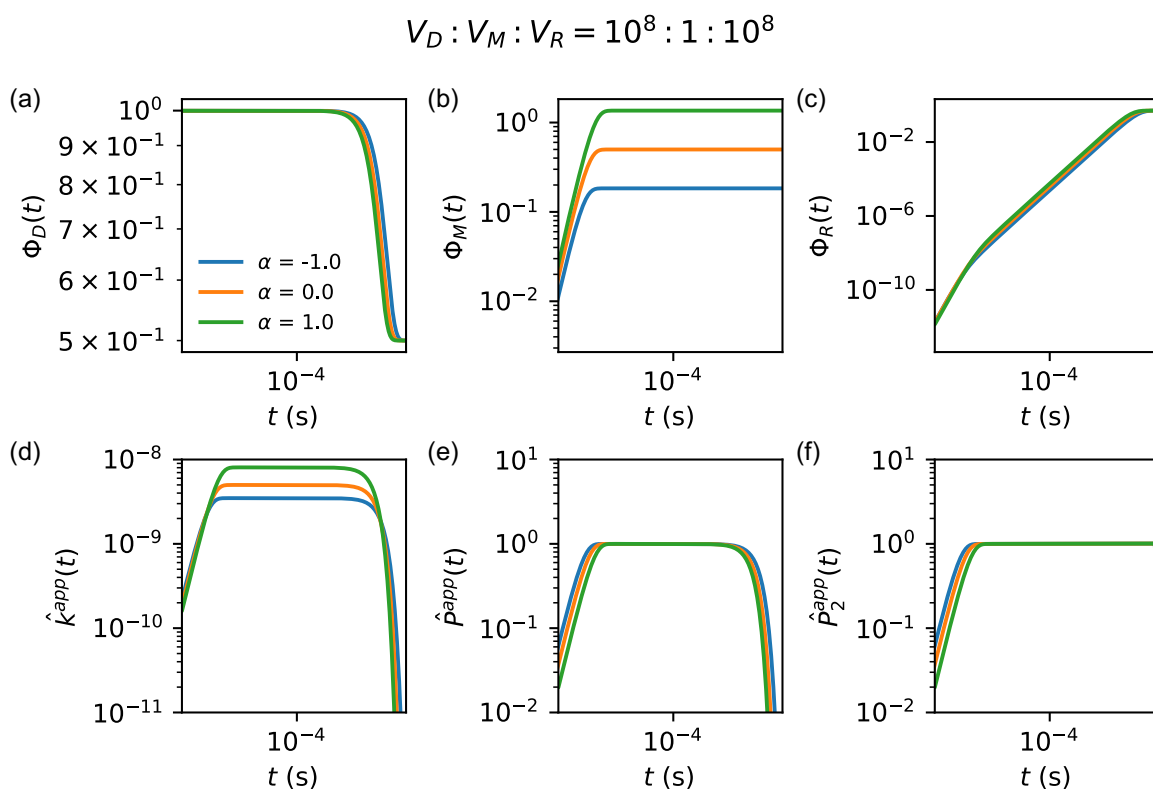 V_D : V_M : V_R = 10^8 : 1 : 10^8
(a)
10^0
9 × 10^-1
8 × 10^-1
7 × 10^-1
6 × 10^-1
5 × 10^-1
Φ_D(t)
α = -1.0
α = 0.0
α = 1.0
10^-4
t (s)
(b)
10^0
10^-1
10^-2
Φ_M(t)
10^-4
t (s)
(c)
10^-2
10^-6
10^-10
Φ_R(t)
10^-4
t (s)
(d)
10^-8
10^-9
10^-10
10^-11
k̂^app(t)
10^-4
t (s)
(e)
10^1
10^0
10^-1
10^-2
P̂^app(t)
10^-4
t (s)
(f)
10^1
10^0
10^-1
10^-2
P̂_2^app(t)
10^-4
t (s)